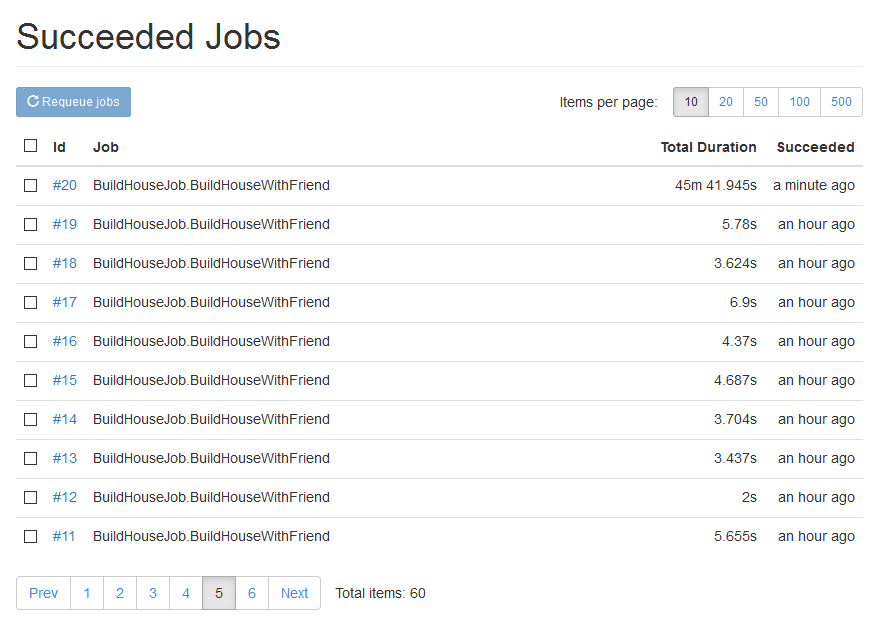 Succeeded Jobs
Requeue jobs Items per page: 10 20 50 100 500
Id Job Total Duration Succeeded
#20 BuildHouseJob.BuildHouseWithFriend 45m 41.945s a minute ago
#19 BuildHouseJob.BuildHouseWithFriend 5.78s an hour ago
#18 BuildHouseJob.BuildHouseWithFriend 3.624s an hour ago
#17 BuildHouseJob.BuildHouseWithFriend 6.9s an hour ago
#16 BuildHouseJob.BuildHouseWithFriend 4.37s an hour ago
#15 BuildHouseJob.BuildHouseWithFriend 4.687s an hour ago
#14 BuildHouseJob.BuildHouseWithFriend 3.704s an hour ago
#13 BuildHouseJob.BuildHouseWithFriend 3.437s an hour ago
#12 BuildHouseJob.BuildHouseWithFriend 2s an hour ago
#11 BuildHouseJob.BuildHouseWithFriend 5.655s an hour ago
Prev 1 2 3 4 5 6 Next Total items: 60